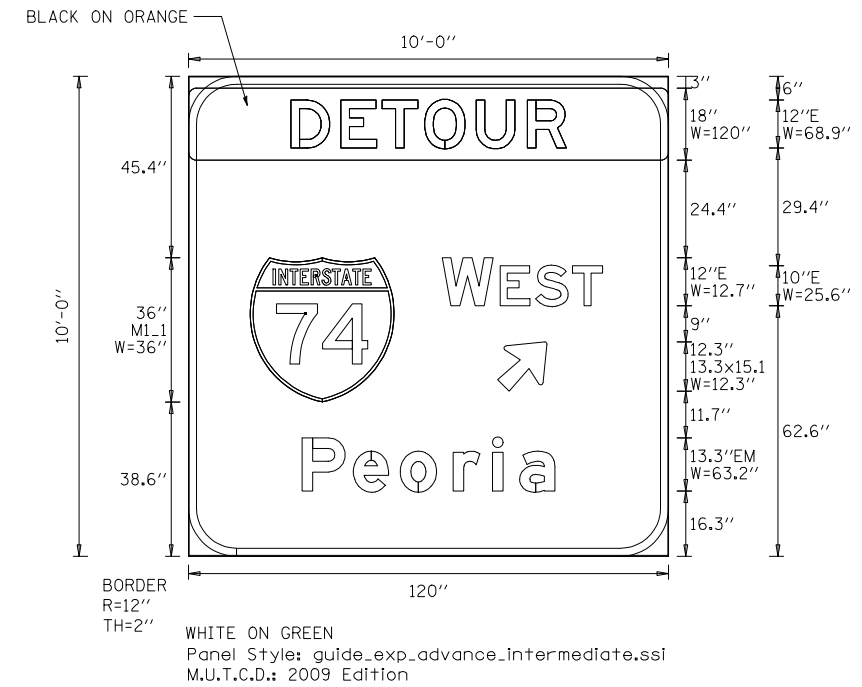 BLACK ON ORANGE
10'-0"
3"
6"
DETOUR
18"
W=120"
12"E
W=68.9"
45.4"
24.4"
29.4"
INTERSTATE
74
WEST
12"E
W=12.7"
10"E
W=25.6"
10'-0"
36"
M1_1
W=36"
9"
12.3"
13.3x15.1
W=12.3"
11.7"
62.6"
Peoria
13.3"EM
W=63.2"
38.6"
16.3"
BORDER
R=12"
TH=2"
120"
WHITE ON GREEN
Panel Style: guide_exp_advance_intermediate.ssi
M.U.T.C.D.: 2009 Edition